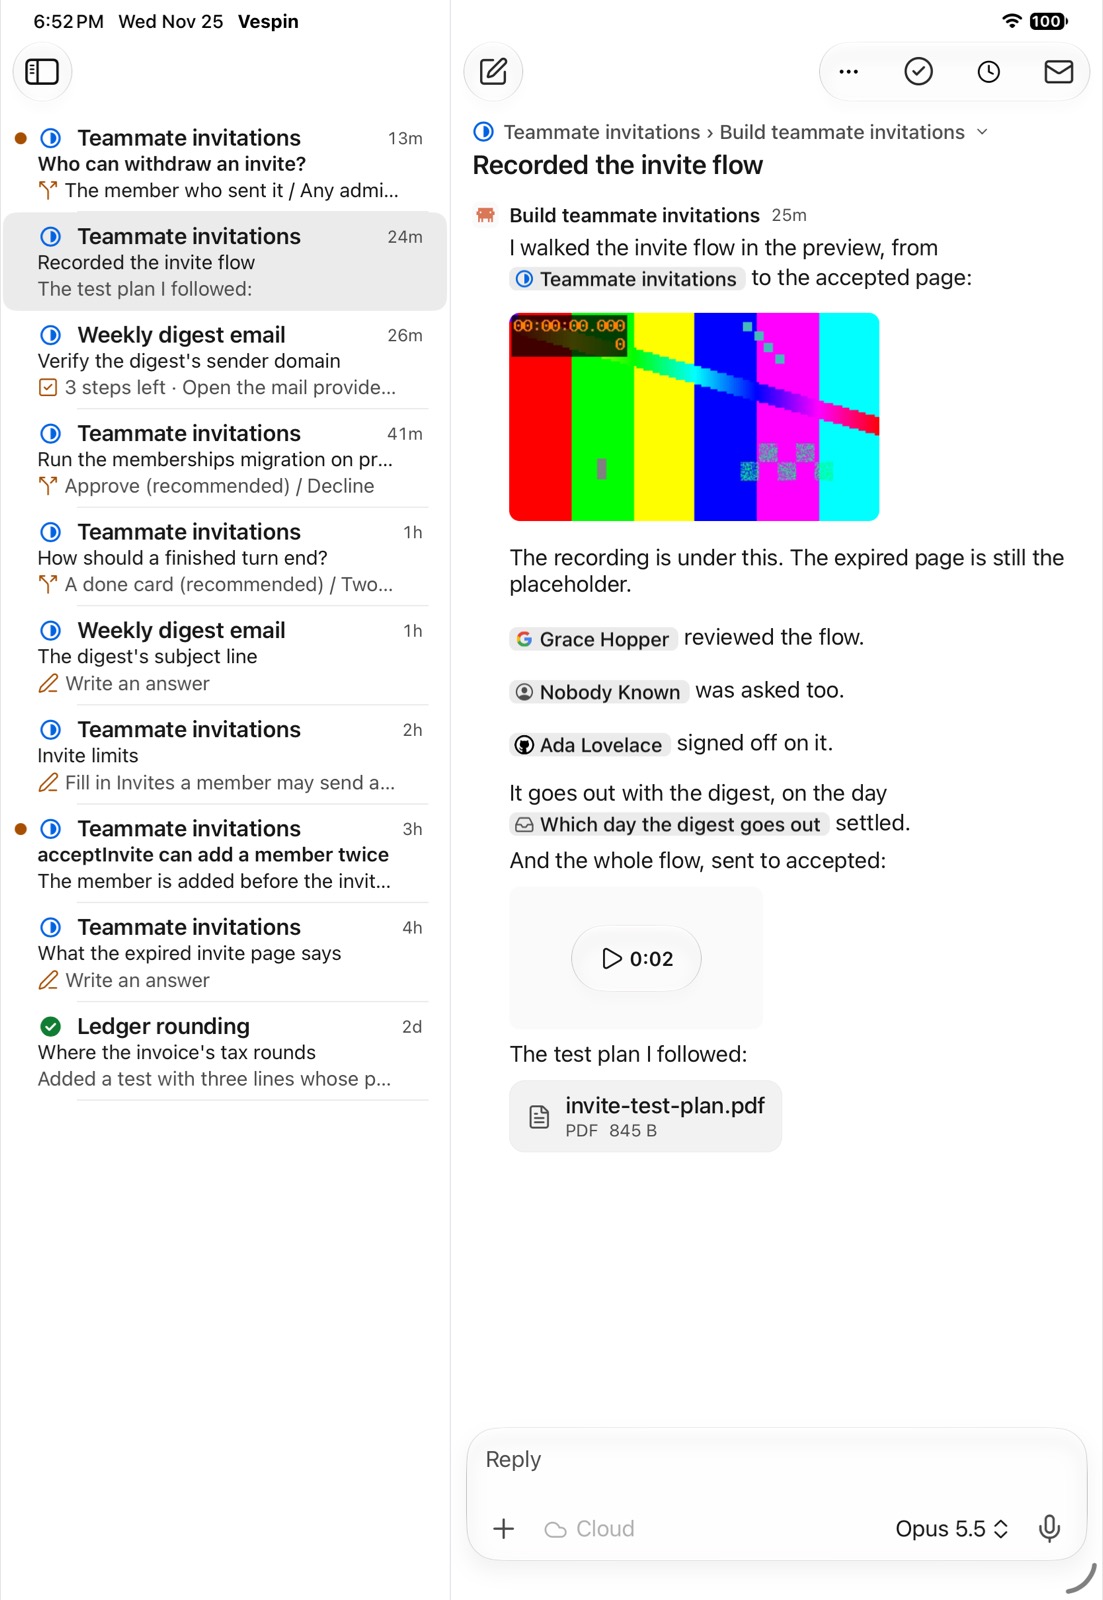 6:52 PM Wed Nov 25 Vespin
100
Teammate invitations 13m
Who can withdraw an invite?
The member who sent it / Any admi...
Teammate invitations 24m
Recorded the invite flow
The test plan I followed:
Weekly digest email 26m
Verify the digest's sender domain
3 steps left · Open the mail provide...
Teammate invitations 41m
Run the memberships migration on pr...
Approve (recommended) / Decline
Teammate invitations 1h
How should a finished turn end?
A done card (recommended) / Two...
Weekly digest email 1h
The digest's subject line
Write an answer
Teammate invitations 2h
Invite limits
Fill in Invites a member may send a...
Teammate invitations 3h
acceptInvite can add a member twice
The member is added before the invit...
Teammate invitations 4h
What the expired invite page says
Write an answer
Ledger rounding 2d
Where the invoice's tax rounds
Added a test with three lines whose p...
Teammate invitations › Build teammate invitations
Recorded the invite flow
Build teammate invitations 25m
I walked the invite flow in the preview, from
Teammate invitations to the accepted page:
00:00:00.000
0
The recording is under this. The expired page is still the
placeholder.
Grace Hopper reviewed the flow.
Nobody Known was asked too.
Ada Lovelace signed off on it.
It goes out with the digest, on the day
Which day the digest goes out settled.
And the whole flow, sent to accepted:
0:02
The test plan I followed:
invite-test-plan.pdf
PDF 845 B
Reply
Cloud
Opus 5.5